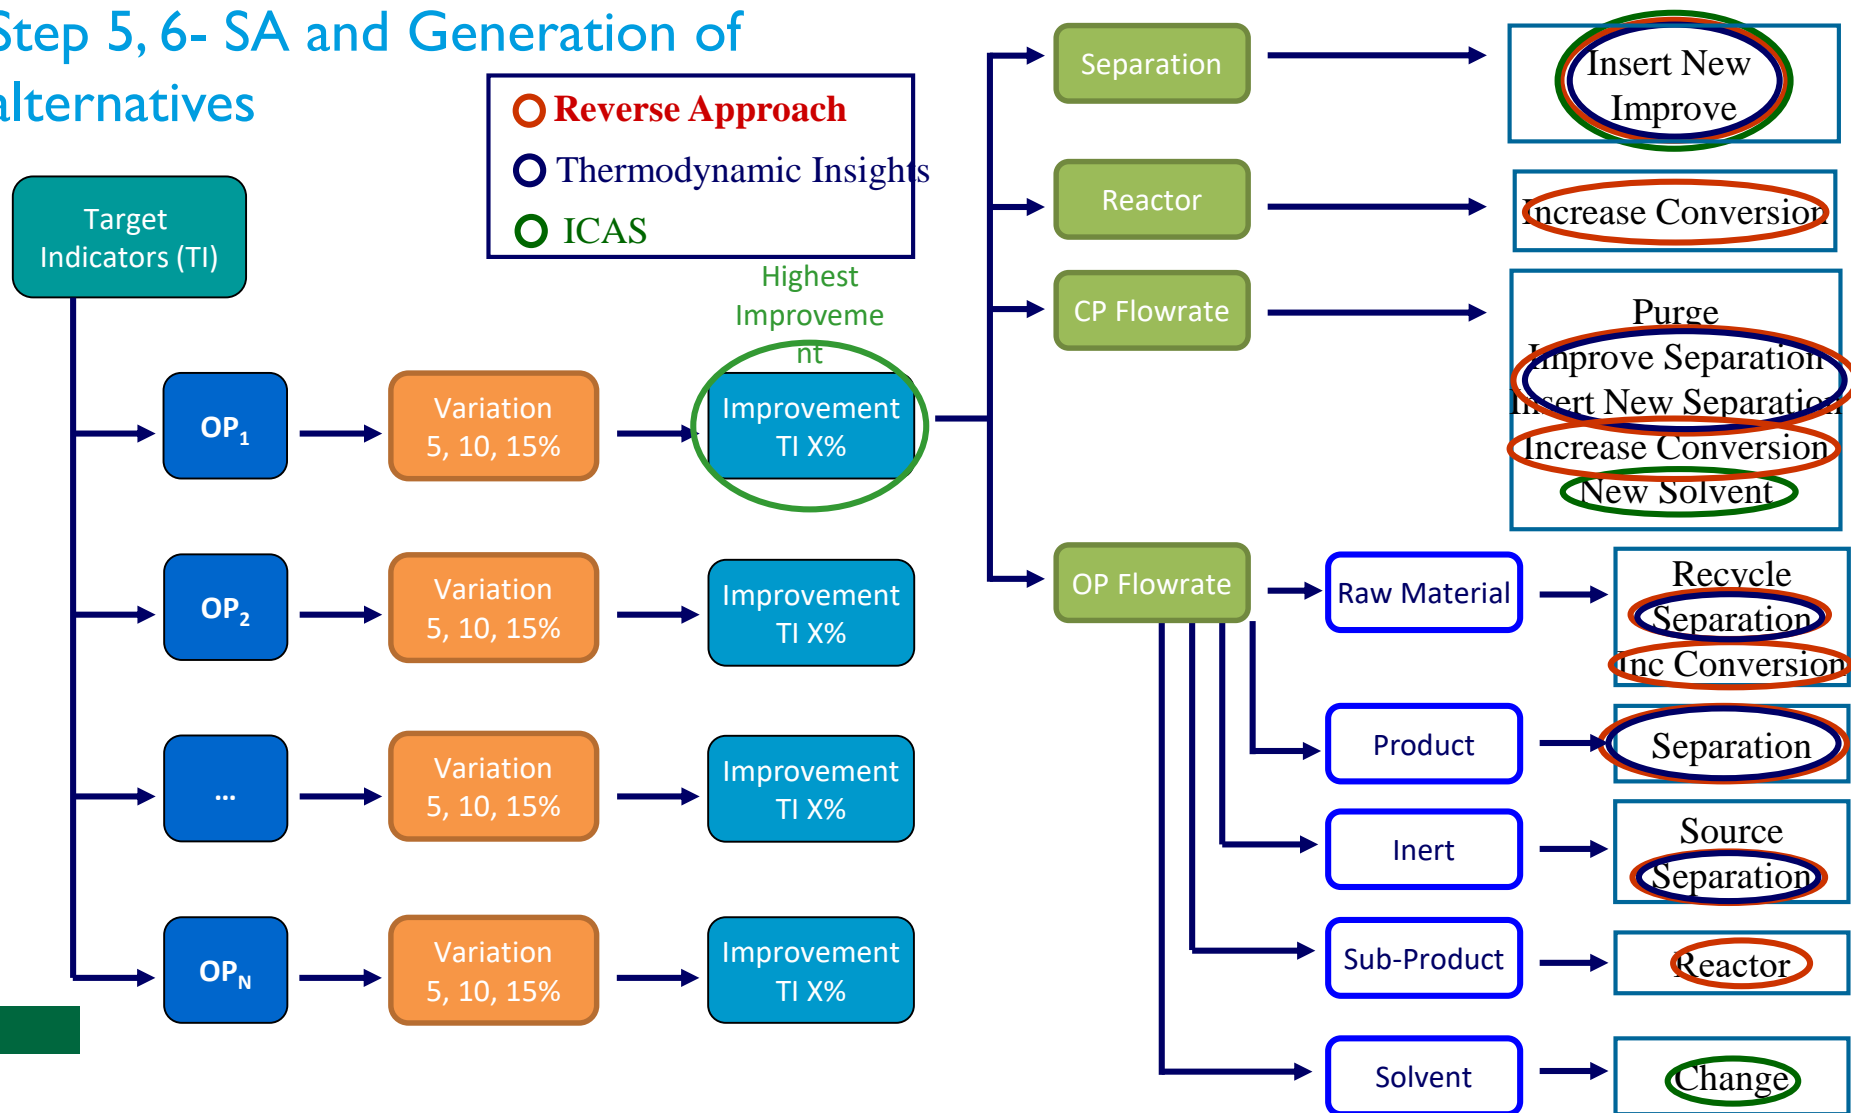 Step 5, 6- SA and Generation of
alternatives
Reverse Approach
Thermodynamic Insights
ICAS
Target
Indicators (TI)
Highest
Improveme
nt
OP1
Variation
5, 10, 15%
Improvement
TI X%
OP2
Variation
5, 10, 15%
Improvement
TI X%
...
Variation
5, 10, 15%
Improvement
TI X%
OPN
Variation
5, 10, 15%
Improvement
TI X%
Separation
Insert New
Improve
Reactor
Increase Conversion
CP Flowrate
Purge
Improve Separation
Insert New Separation
Increase Conversion
New Solvent
OP Flowrate
Raw Material
Recycle
Separation
Inc Conversion
Product
Separation
Inert
Source
Separation
Sub-Product
Reactor
Solvent
Change